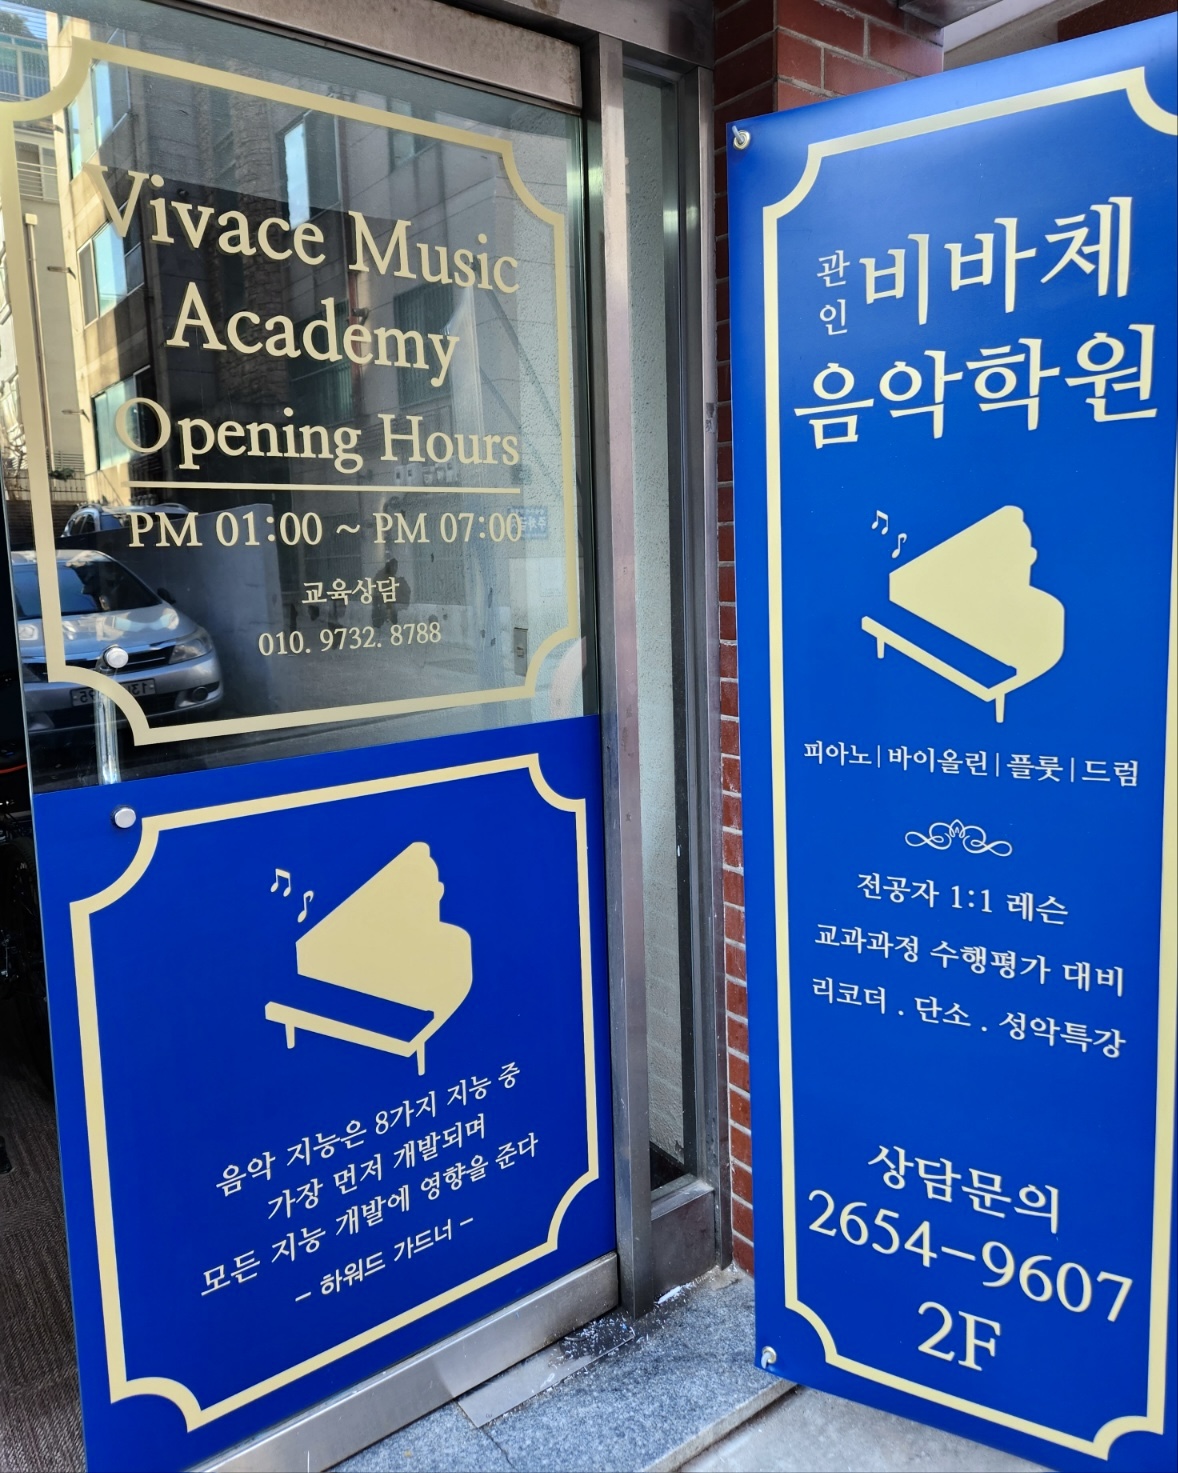 Vivace Music
Academy
Opening Hours
PM 01:00 ~ PM 07:00
교육상담
010. 9732. 8788
음악 지능은 8가지 지능 중
가장 먼저 개발되며
모든 지능 개발에 영향을 준다
– 하워드 가드너 –
관인 비바체
음악학원
피아노|바이올린|플룻|드럼
전공자 1:1 레슨
교과과정 수행평가 대비
리코더 . 단소 . 성악특강
상담문의
2654-9607
2F